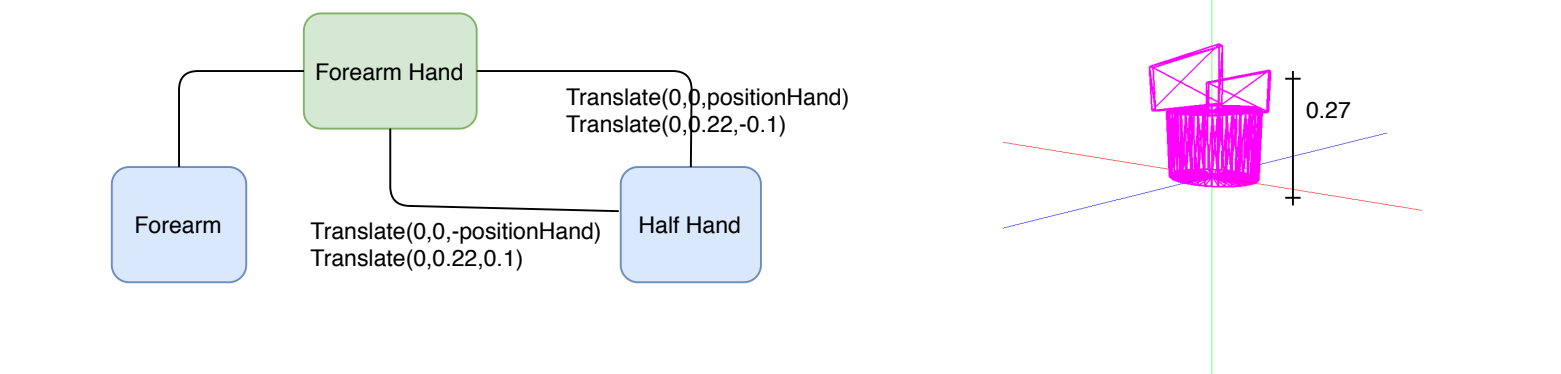 Forearm Hand
Translate(0,0,positionHand)
Translate(0,0.22,-0.1)
0.27
Forearm
Translate(0,0,-positionHand)
Translate(0,0.22,0.1)
Half Hand